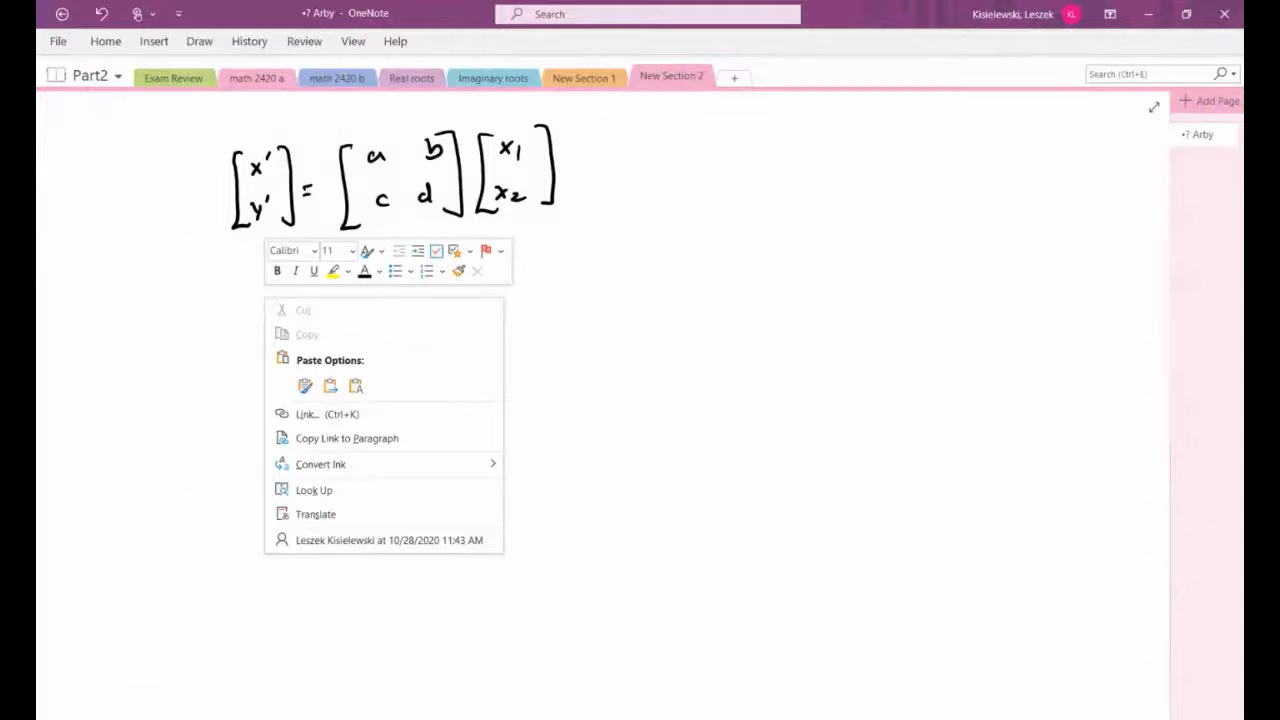 •? Arby - OneNote
Search
Kisielewski, Leszek KL
File Home Insert Draw History Review View Help
Part2 Exam Review math 2420 a math 2420 b Real roots Imaginary roots New Section 1 New Section 2 + Search (Ctrl+E)
+ Add Page
•? Arby
[x' y'] = [a b c d] [x1 x2]
Calibri 11
B I U A
Cut
Copy
Paste Options:
Link... (Ctrl+K)
Copy Link to Paragraph
Convert Ink
Look Up
Translate
Leszek Kisielewski at 10/28/2020 11:43 AM